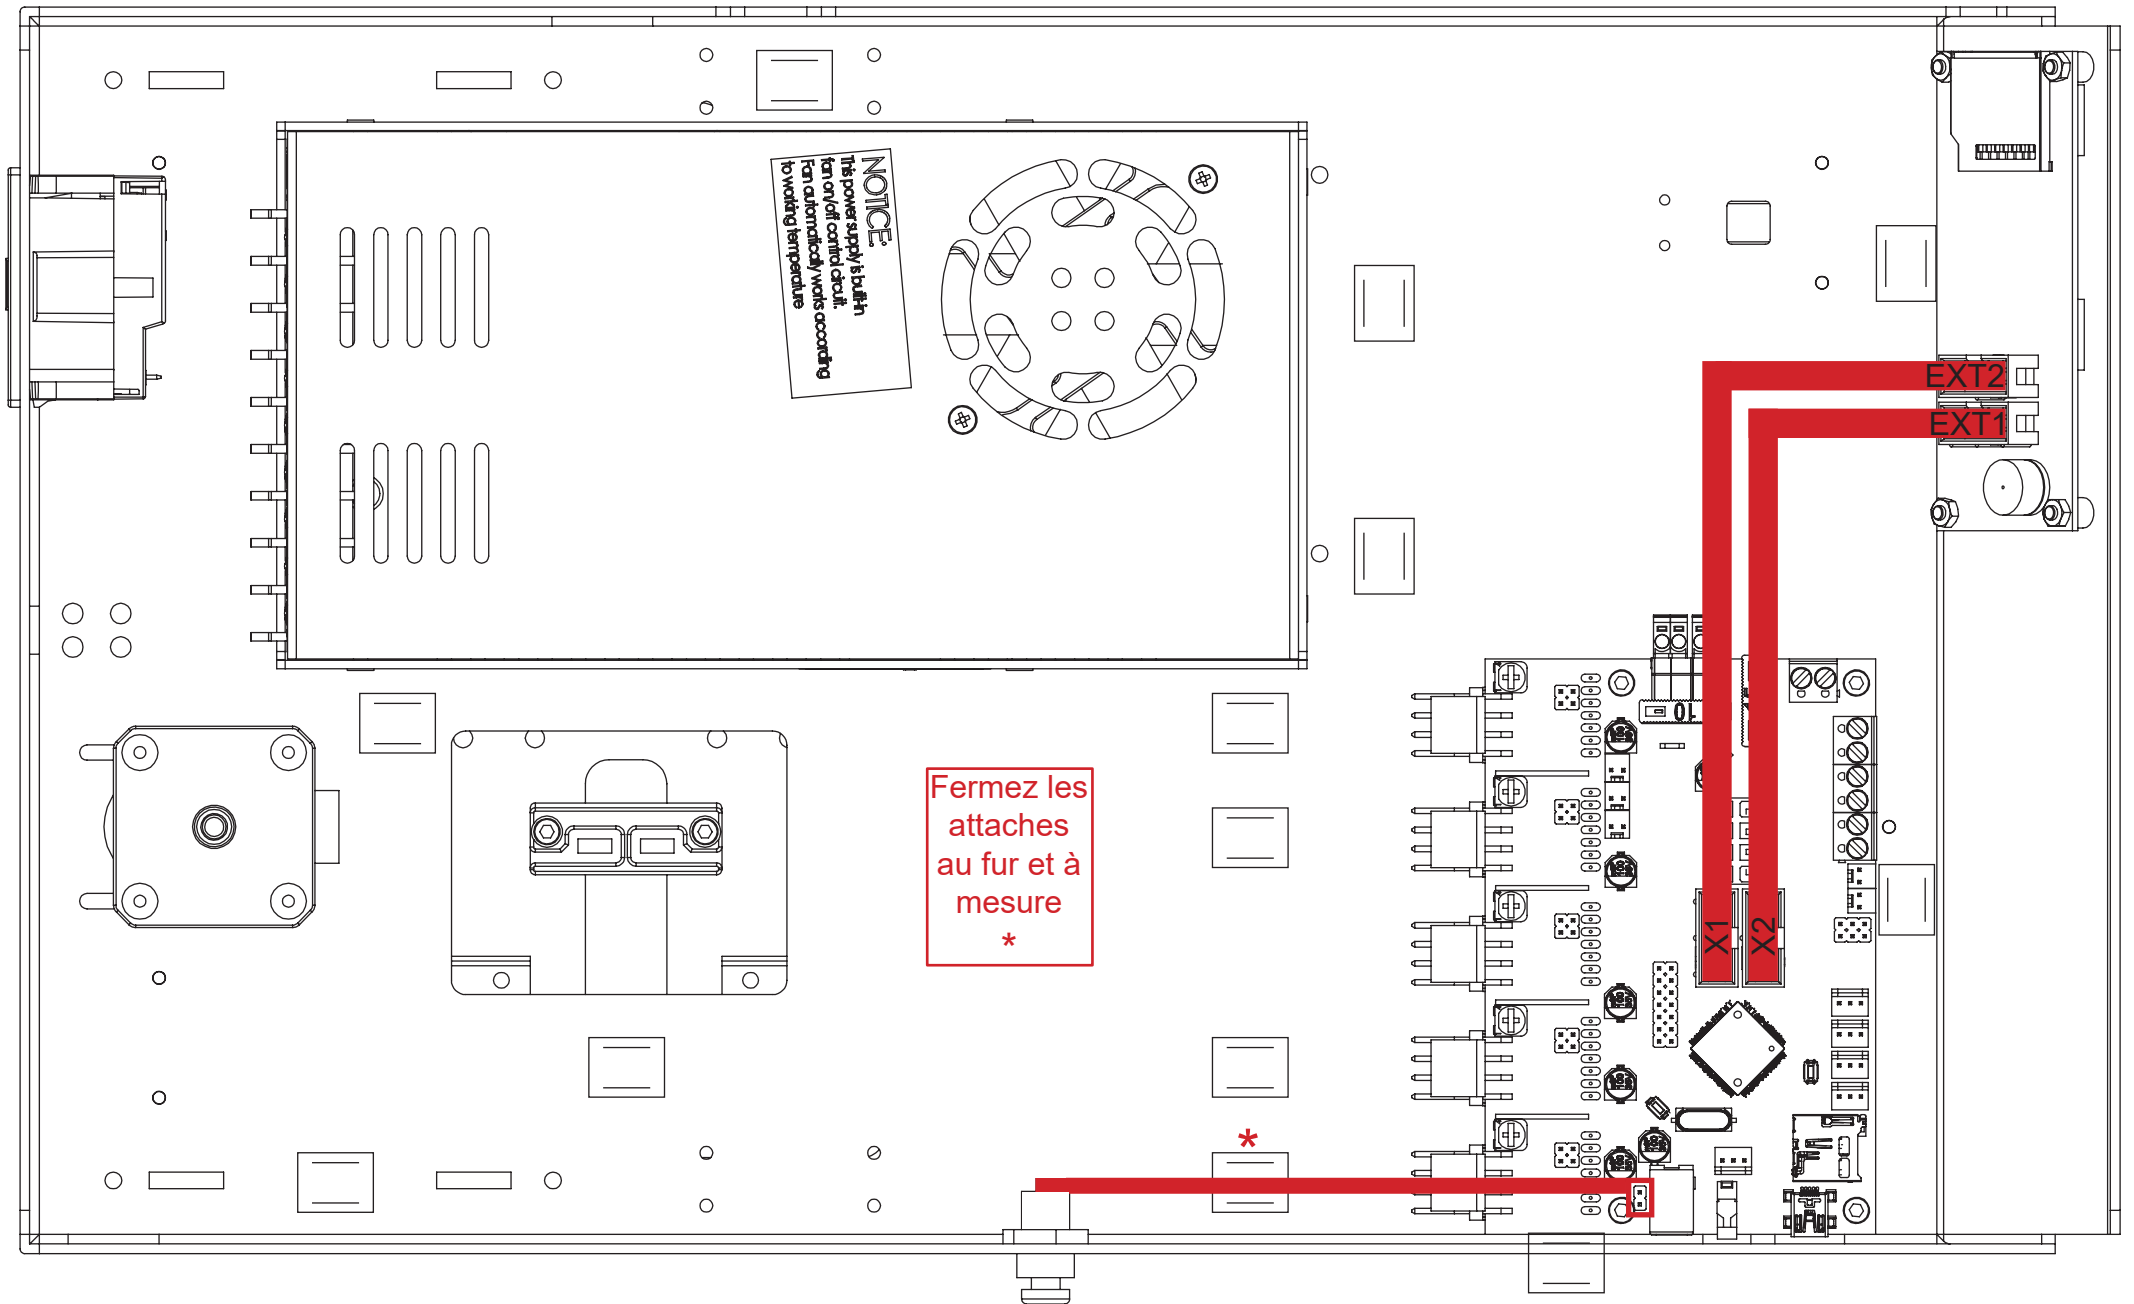 NOTICE:
This power supply is built-in
fan on/off control circuit.
Fan automatically works according
to working temperature
EXT2
EXT1
Fermez les
attaches
au fur et à
mesure
*
X1
X2
*